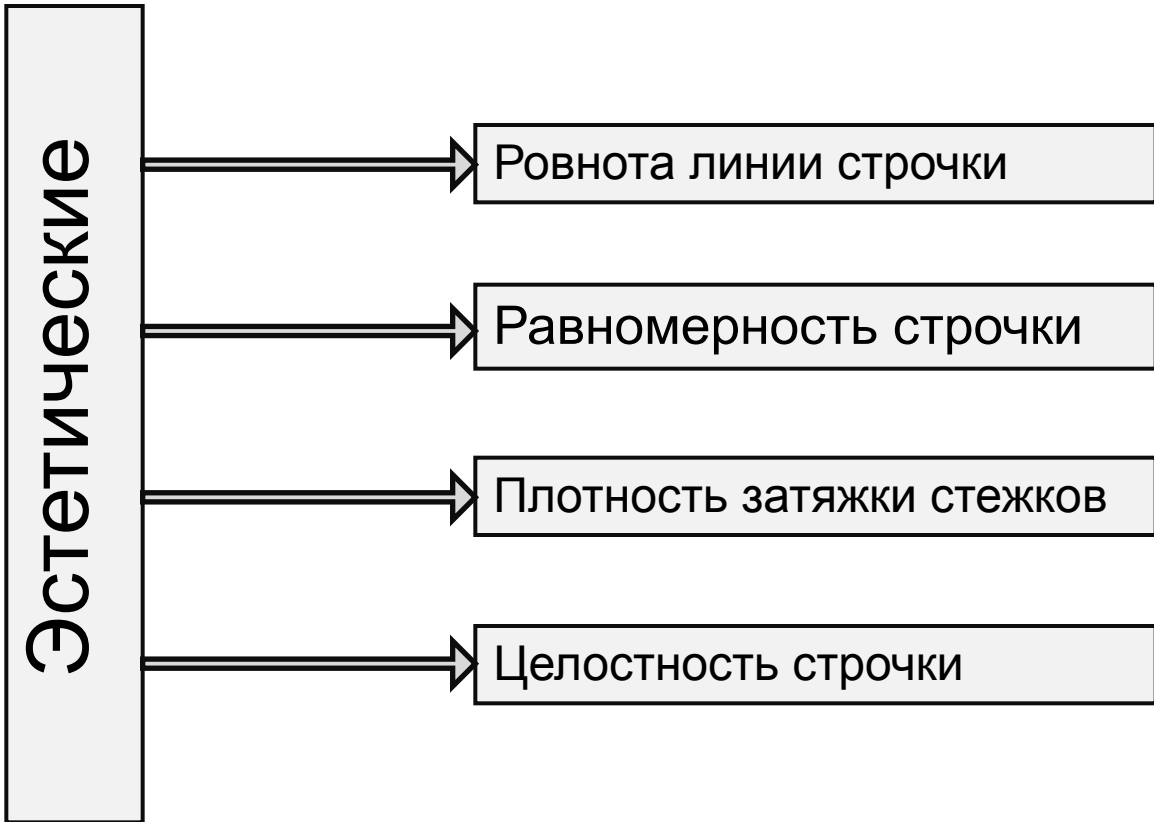 Эстетические
Ровнота линии строчки
Равномерность строчки
Плотность затяжки стежков
Целостность строчки